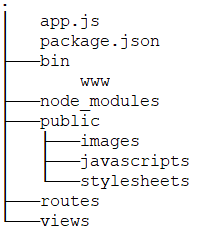 .
app.js
package.json
bin
www
node_modules
public
images
javascripts
stylesheets
routes
views